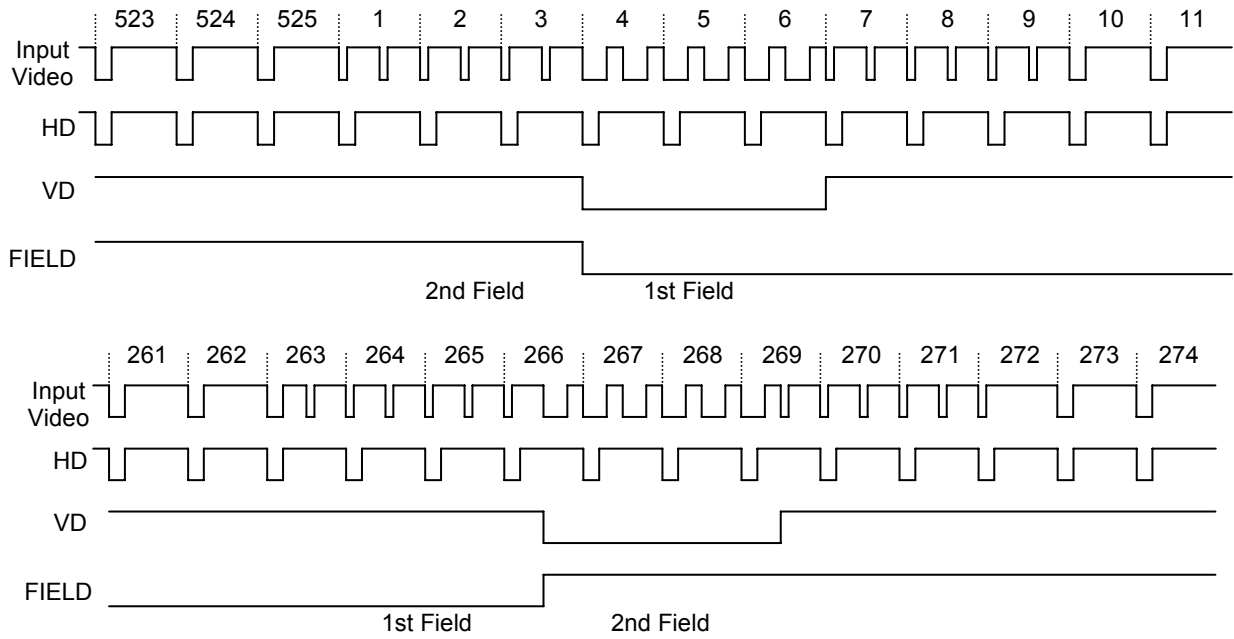 523 524 525 1 2 3 4 5 6 7 8 9 10 11
Input
Video
HD
VD
FIELD
2nd Field 1st Field
261 262 263 264 265 266 267 268 269 270 271 272 273 274
Input
Video
HD
VD
FIELD
1st Field 2nd Field